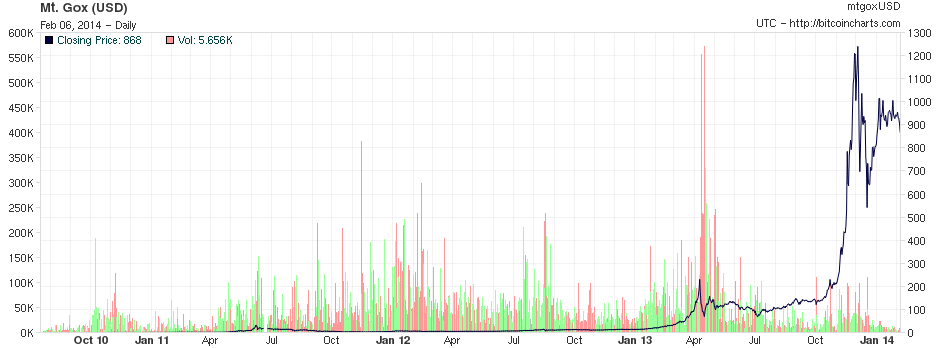 Mt. Gox (USD)
mtgoxUSD
Feb 06, 2014 - Daily
UTC - http://bitcoincharts.com
Closing Price: 868 Vol: 5.656K
600K
550K
500K
450K
400K
350K
300K
250K
200K
150K
100K
50K
0K
1300
1200
1100
1000
900
800
700
600
500
400
300
200
100
0
Oct 10 Jan 11 Apr Jul Oct Jan 12 Apr Jul Oct Jan 13 Apr Jul Oct Jan 14